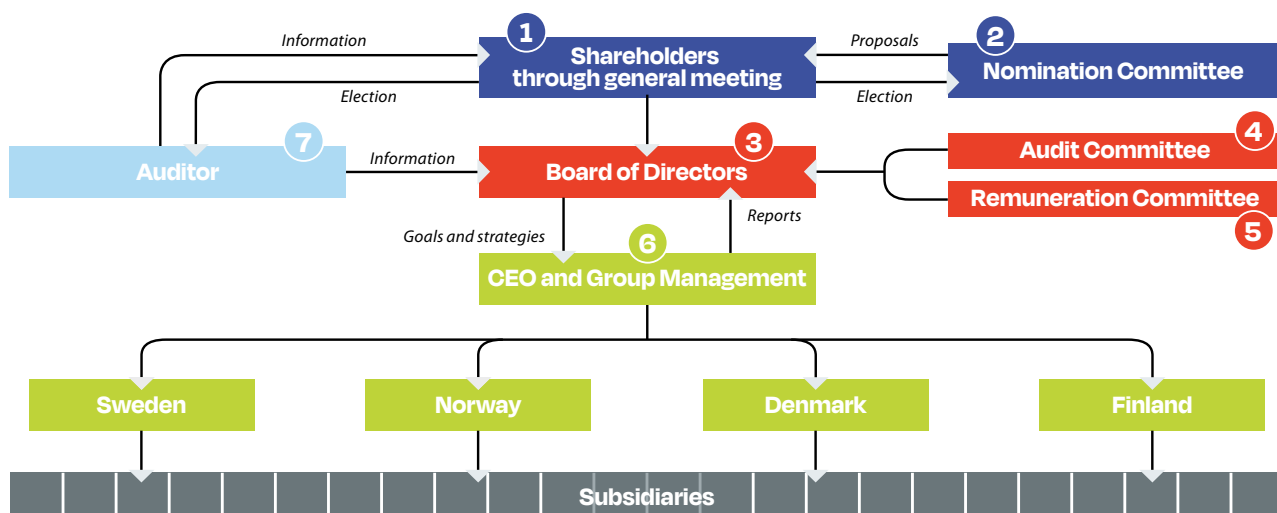 1
2
Information
Shareholders
through general meeting
Proposals
Nomination Committee
Election
Election
7
3
4
Auditor
Information
Board of Directors
Audit Committee
Remuneration Committee
5
Goals and strategies
6
Reports
CEO and Group Management
Sweden
Norway
Denmark
Finland
Subsidiaries